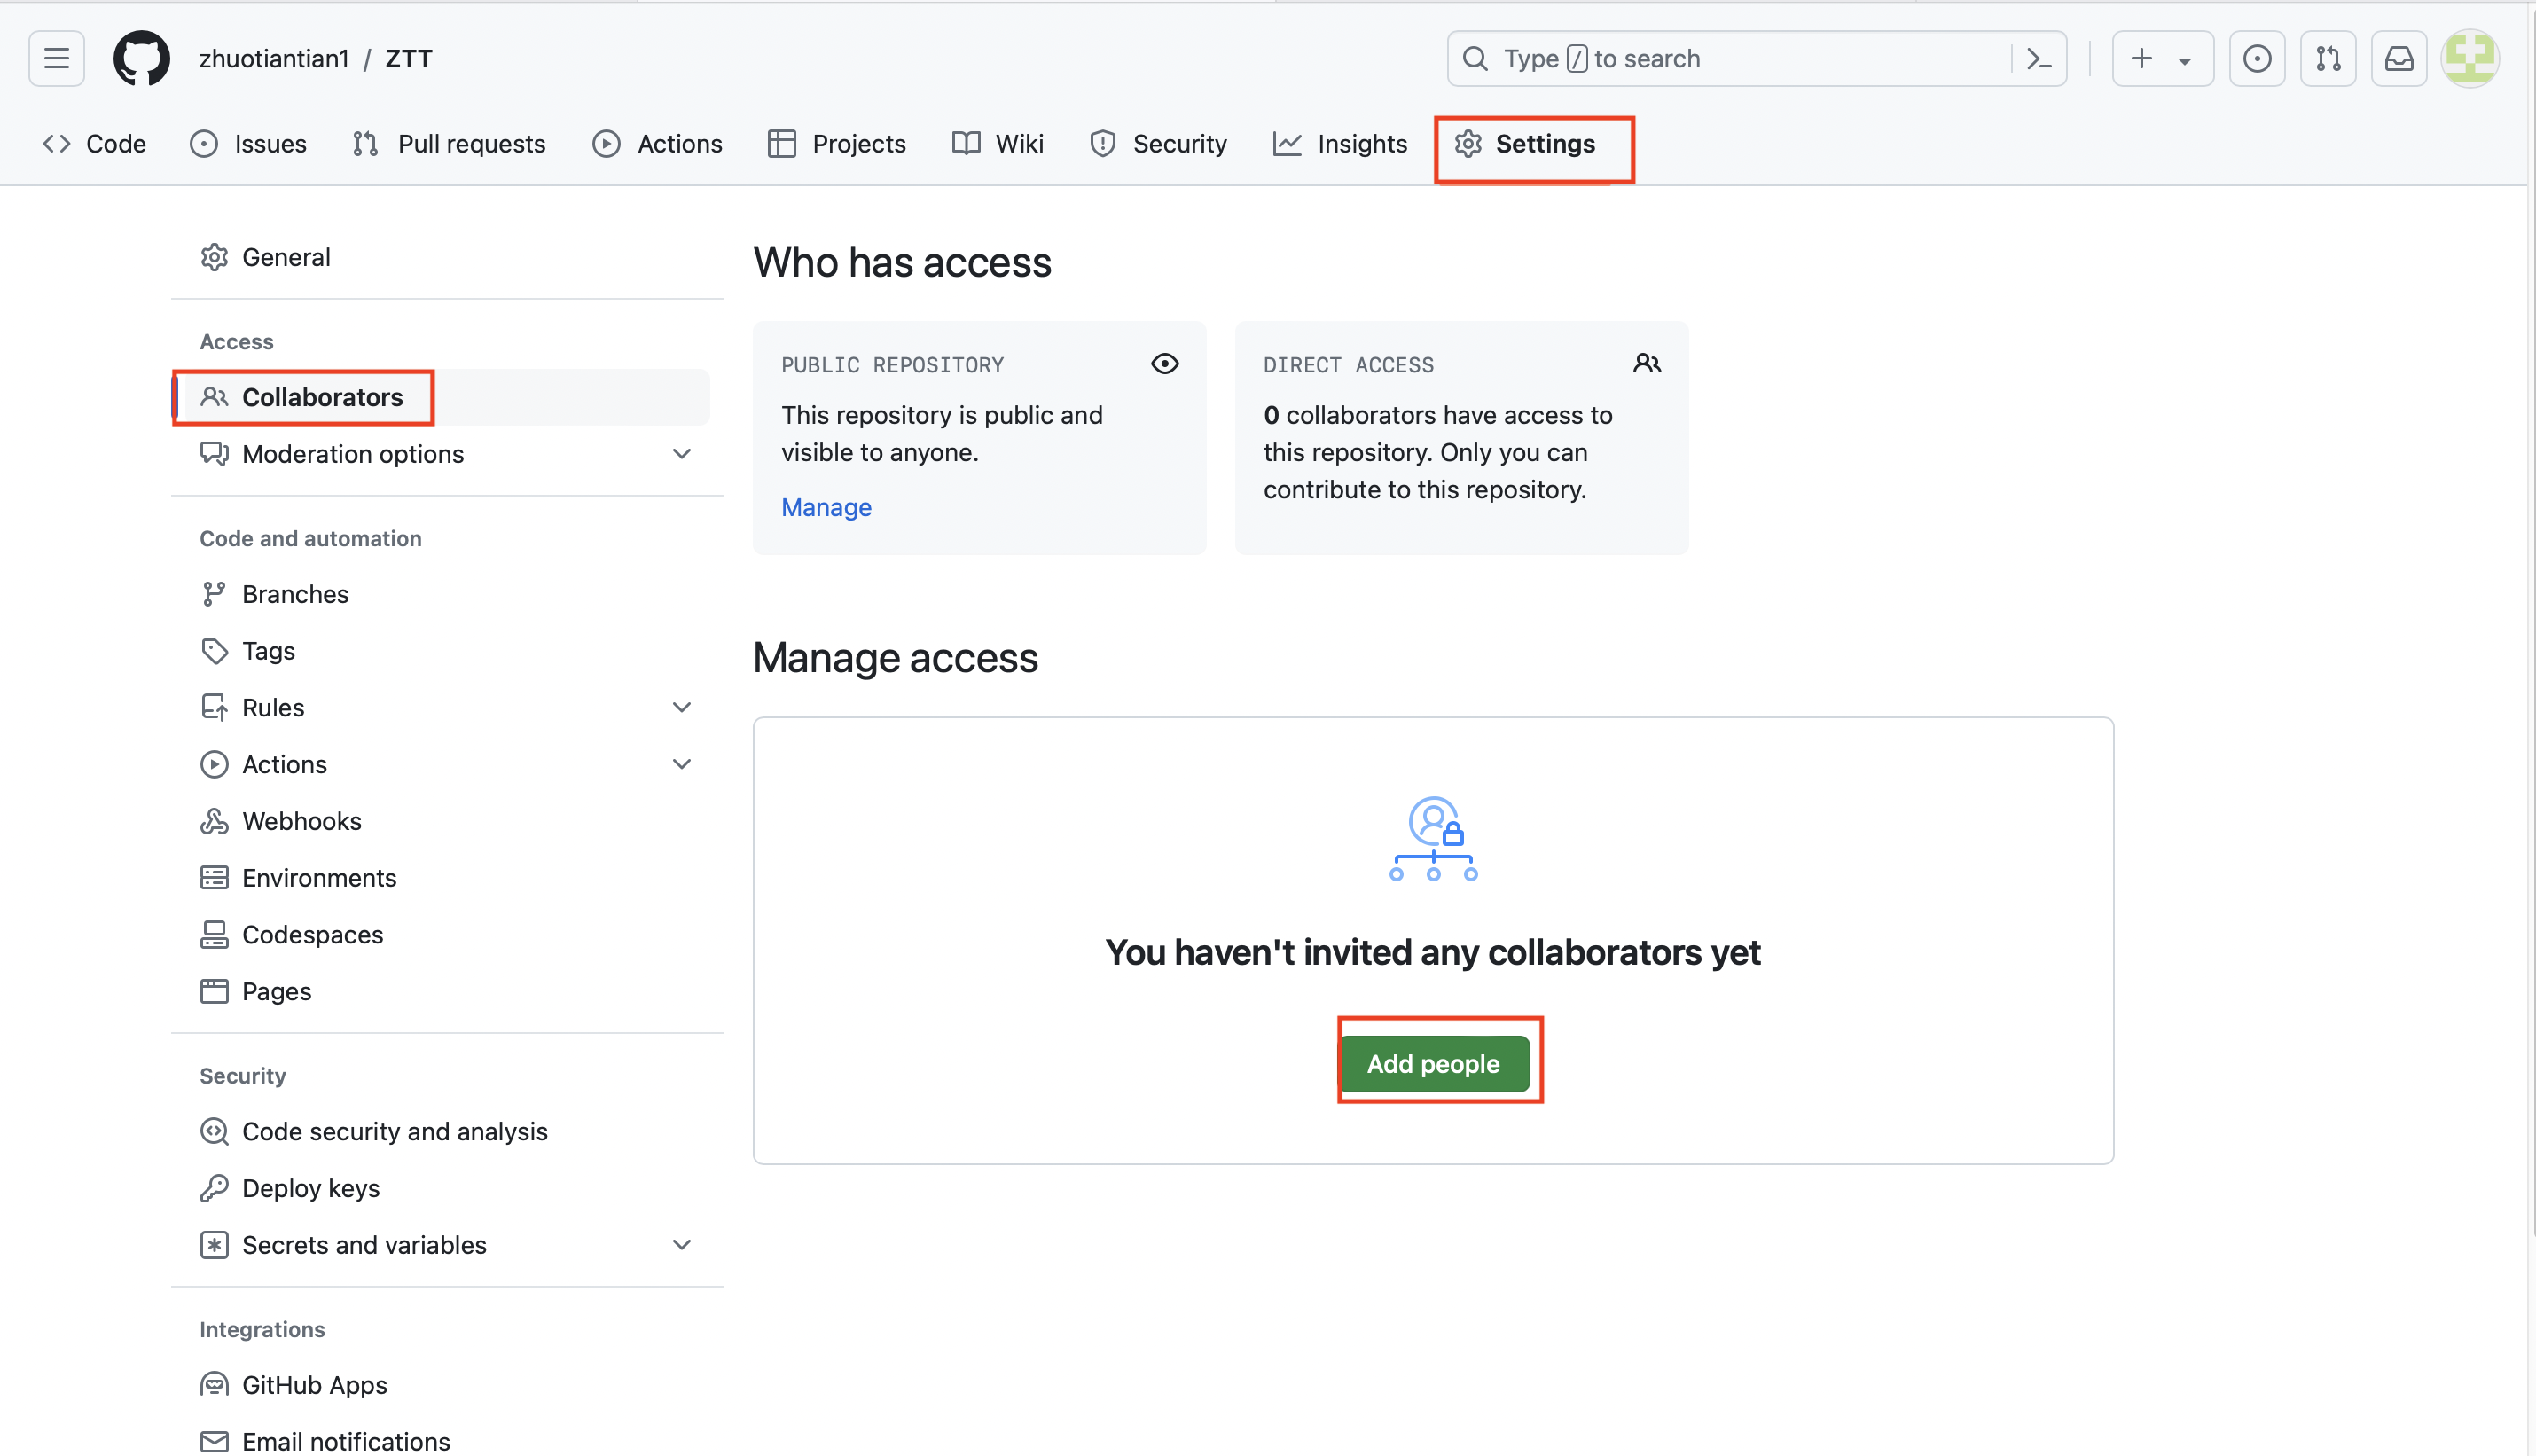 zhuotiantian1 / ZTT
Type / to search
Code
Issues
Pull requests
Actions
Projects
Wiki
Security
Insights
Settings
General
Access
Collaborators
Moderation options
Code and automation
Branches
Tags
Rules
Actions
Webhooks
Environments
Codespaces
Pages
Security
Code security and analysis
Deploy keys
Secrets and variables
Integrations
GitHub Apps
Email notifications
Who has access
PUBLIC REPOSITORY
This repository is public and
visible to anyone.
Manage
DIRECT ACCESS
0 collaborators have access to
this repository. Only you can
contribute to this repository.
Manage access
You haven't invited any collaborators yet
Add people